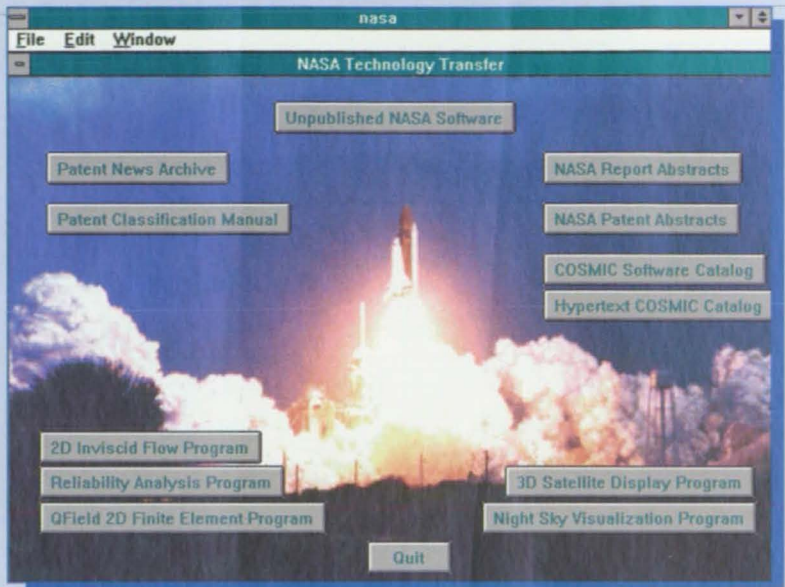 nasa
File Edit Window
NASA Technology Transfer
Unpublished NASA Software
Patent News Archive
NASA Report Abstracts
Patent Classification Manual
NASA Patent Abstracts
COSMIC Software Catalog
Hypertext COSMIC Catalog
2D Inviscid Flow Program
Reliability Analysis Program
3D Satellite Display Program
QField 2D Finite Element Program
Night Sky Visualization Program
Quit